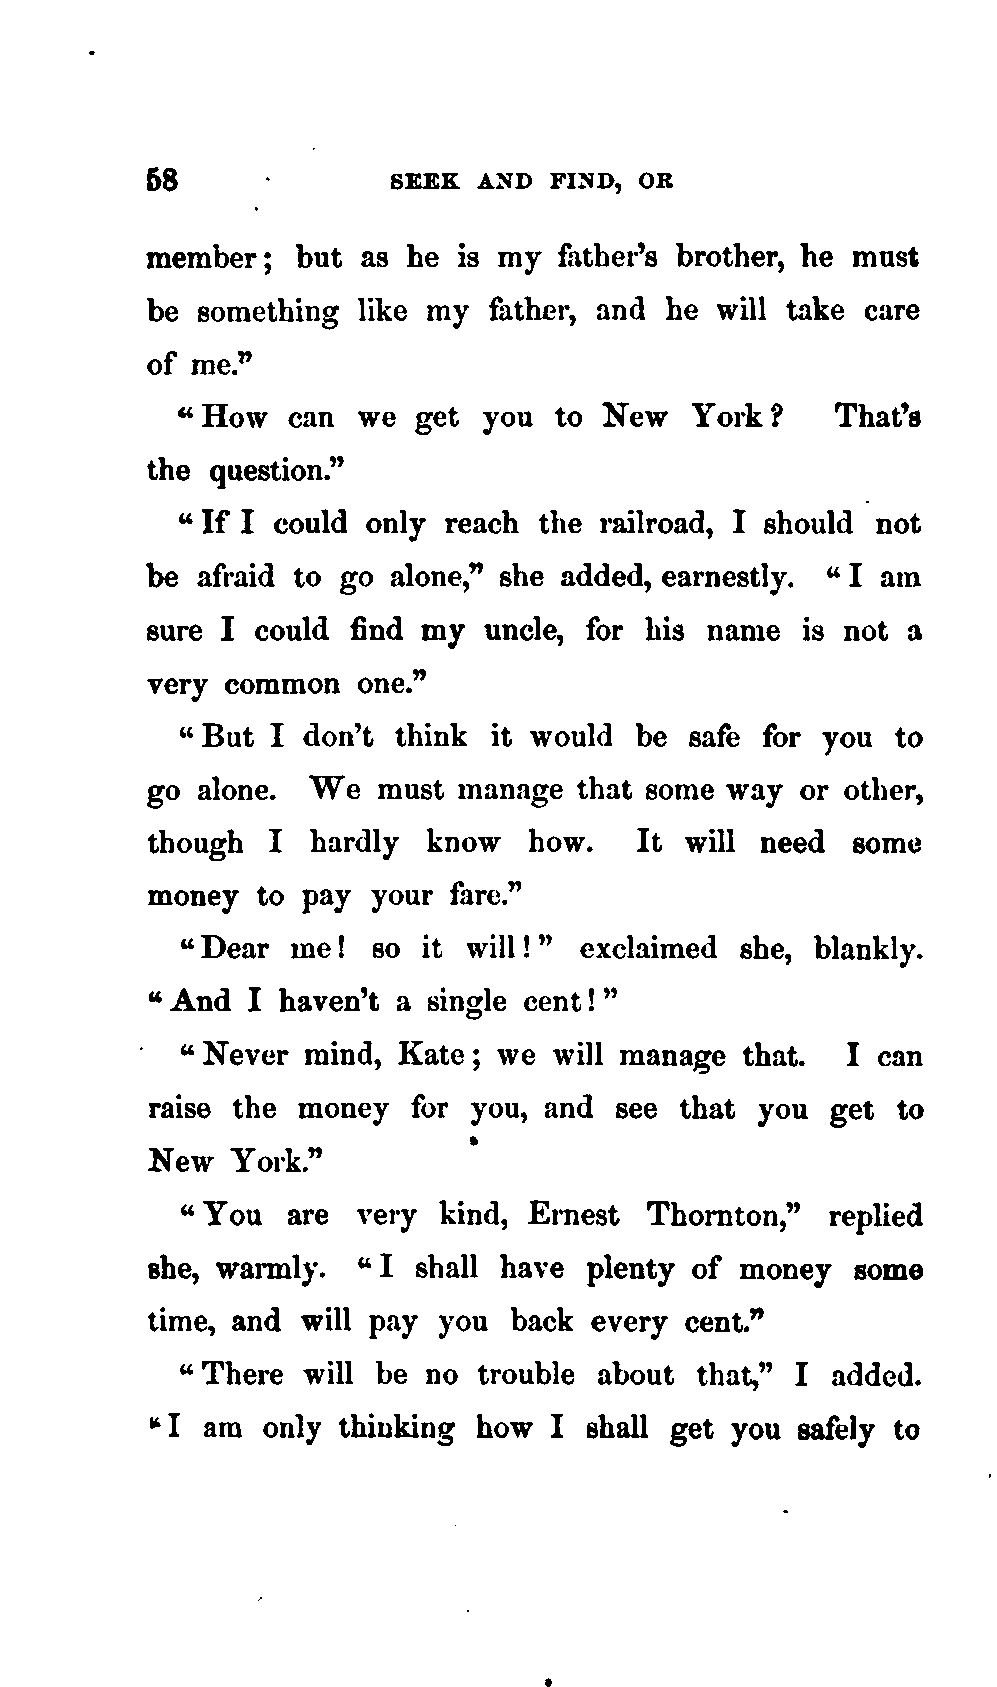 58 SEEK AND FIND, OR
member; but as he is my father's brother, he must
be something like my father, and he will take care
of me."
"How can we get you to New York? That's
the question."
"If I could only reach the railroad, I should not
be afraid to go alone," she added, earnestly. "I am
sure I could find my uncle, for his name is not a
very common one."
"But I don't think it would be safe for you to
go alone. We must manage that some way or other,
though I hardly know how. It will need some
money to pay your fare."
"Dear me! so it will!" exclaimed she, blankly.
"And I haven't a single cent!"
"Never mind, Kate; we will manage that. I can
raise the money for you, and see that you get to
New York."
"You are very kind, Ernest Thornton," replied
she, warmly. "I shall have plenty of money some
time, and will pay you back every cent."
"There will be no trouble about that," I added.
"I am only thinking how I shall get you safely to